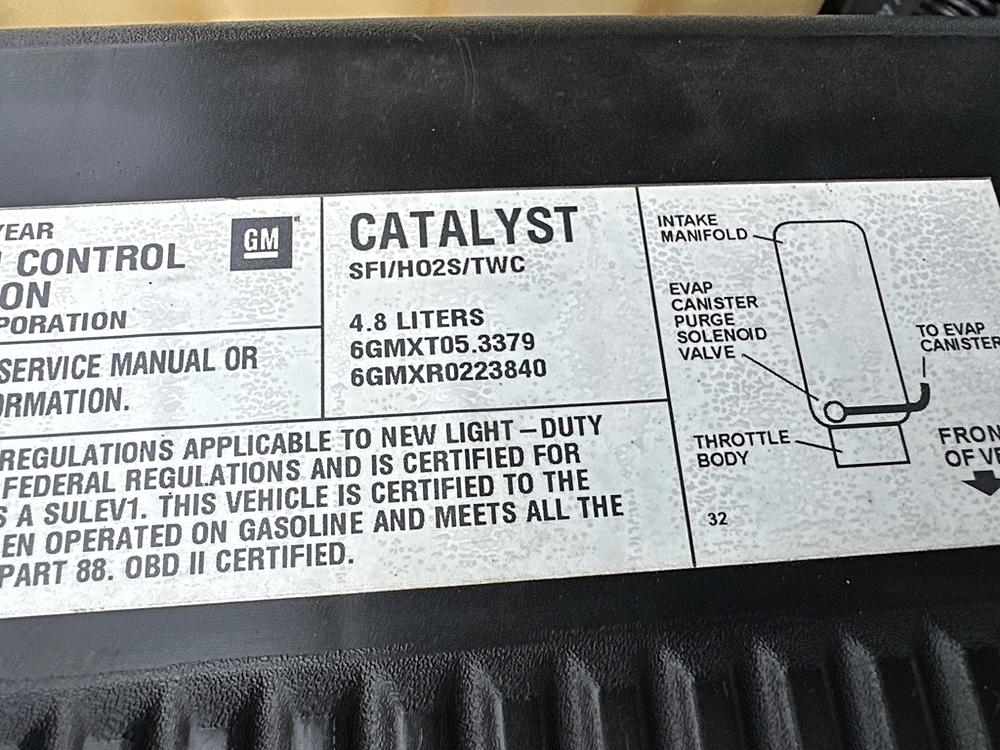 YEAR
CONTROL
ON
PORATION
GM
SERVICE MANUAL OR
ORMATION.
CATALYST
SFI/HO2S/TWC
4.8 LITERS
6GMXT05.3379
6GMXR0223840
REGULATIONS APPLICABLE TO NEW LIGHT-DUTY
FEDERAL REGULATIONS AND IS CERTIFIED FOR
S A SULEV1. THIS VEHICLE IS CERTIFIED TO THE
EN OPERATED ON GASOLINE AND MEETS ALL THE
PART 88. OBD II CERTIFIED.
INTAKE
MANIFOLD
EVAP
CANISTER
PURGE
SOLENOID
VALVE
TO EVAP
CANISTER
THROTTLE
BODY
FRON
OF VE
32